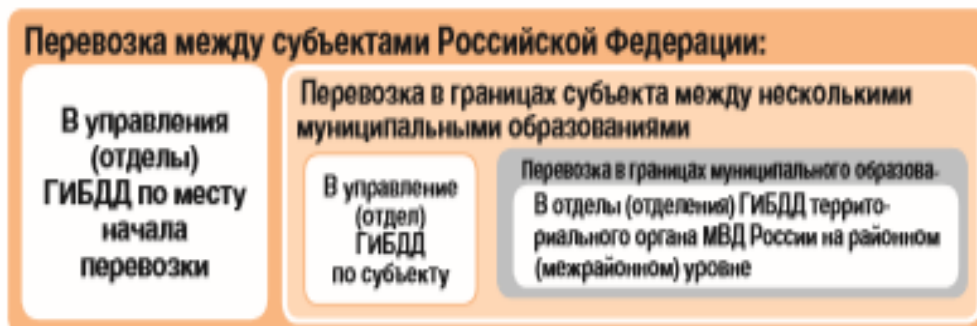 Перевозка между субъектами Российской Федерации:
В управления
(отделы)
ГИБДД по месту
начала
перевозки
Перевозка в границах субъекта между несколькими
муниципальными образованиями
В управление
(отдел)
ГИБДД
по субъекту
Перевозка в границах муниципального образова-
В отделы (отделения) ГИБДД террито-
риального органа МВД России на районном
(межрайонном) уровне